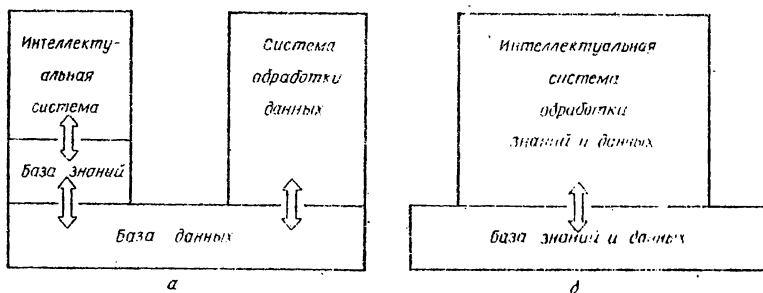 Интеллекту-
альная
система
База знаний
Система
обработки
данных
База данных
а
Интеллектуальная
система
обработки
знаний и данных
База знаний и данных
б